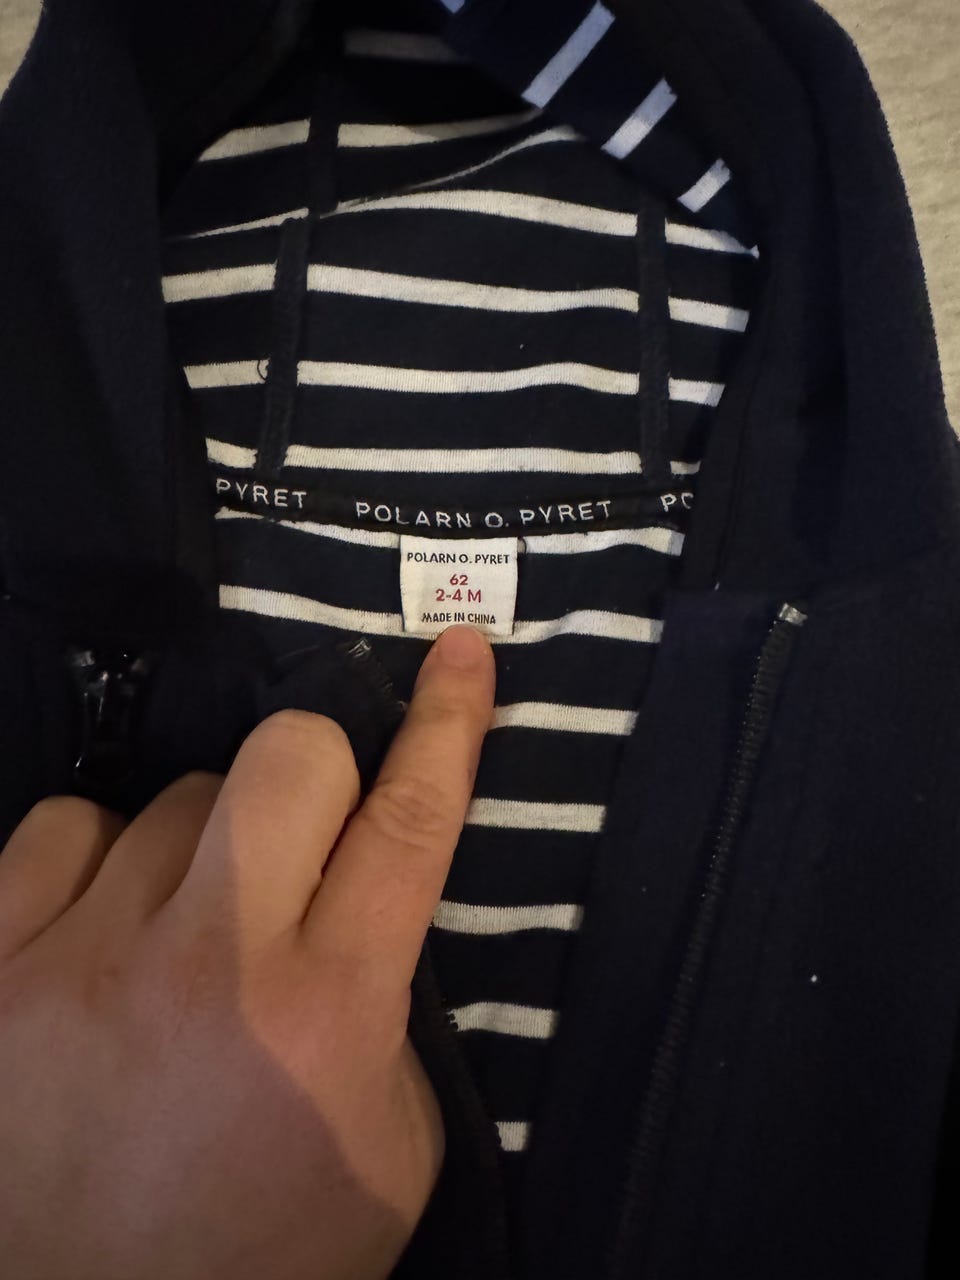 PYRET POLARN O. PYRET PO
POLARN O. PYRET
62
2-4 M
MADE IN CHINA